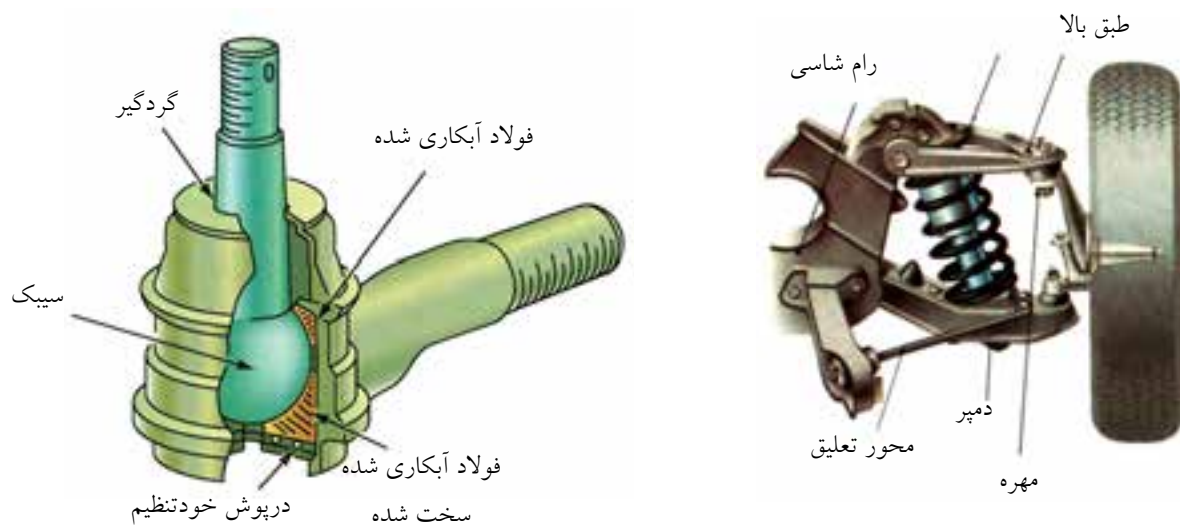 طبق بالا
رام شاسی
دمپر
محور تعلیق
مهره
گردگیر
فولاد آبکاری شده
سیبک
فولاد آبکاری شده
سخت شده
درپوش خودتنظیم